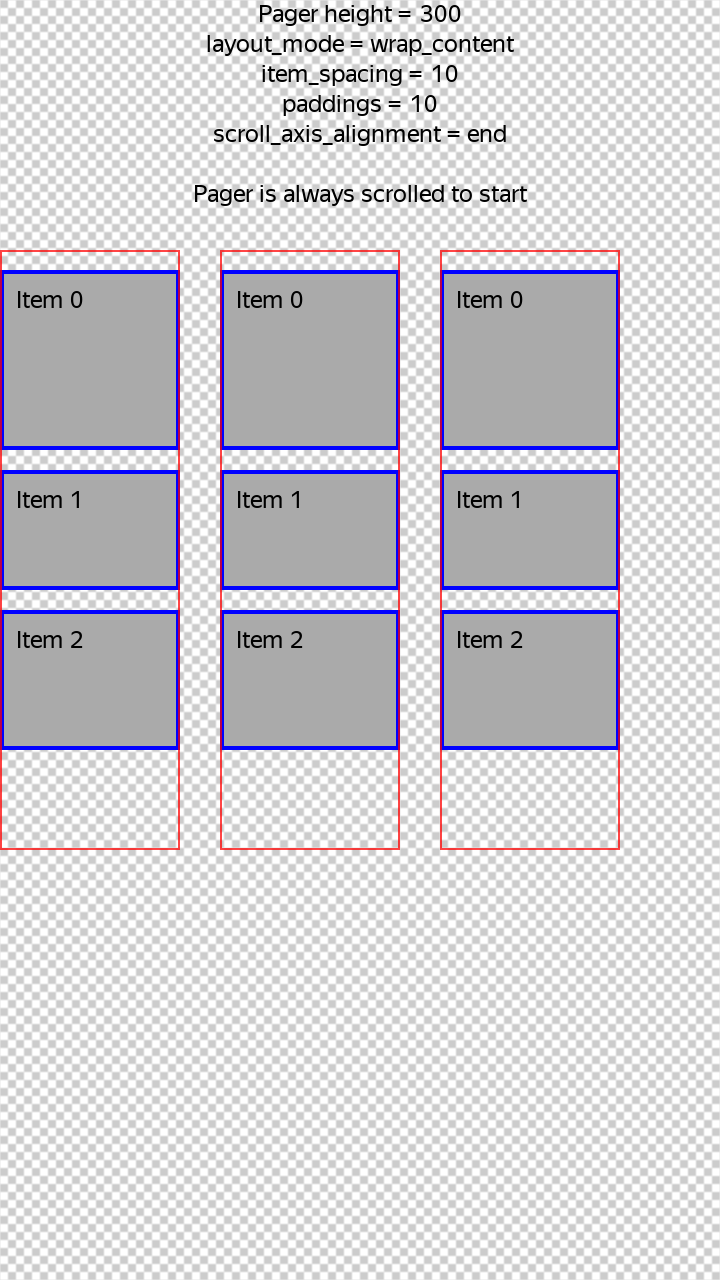 Pager height = 300
layout_mode = wrap_content
item_spacing = 10
paddings = 10
scroll_axis_alignment = end
Pager is always scrolled to start
Item 0
Item 0
Item 0
Item 1
Item 1
Item 1
Item 2
Item 2
Item 2